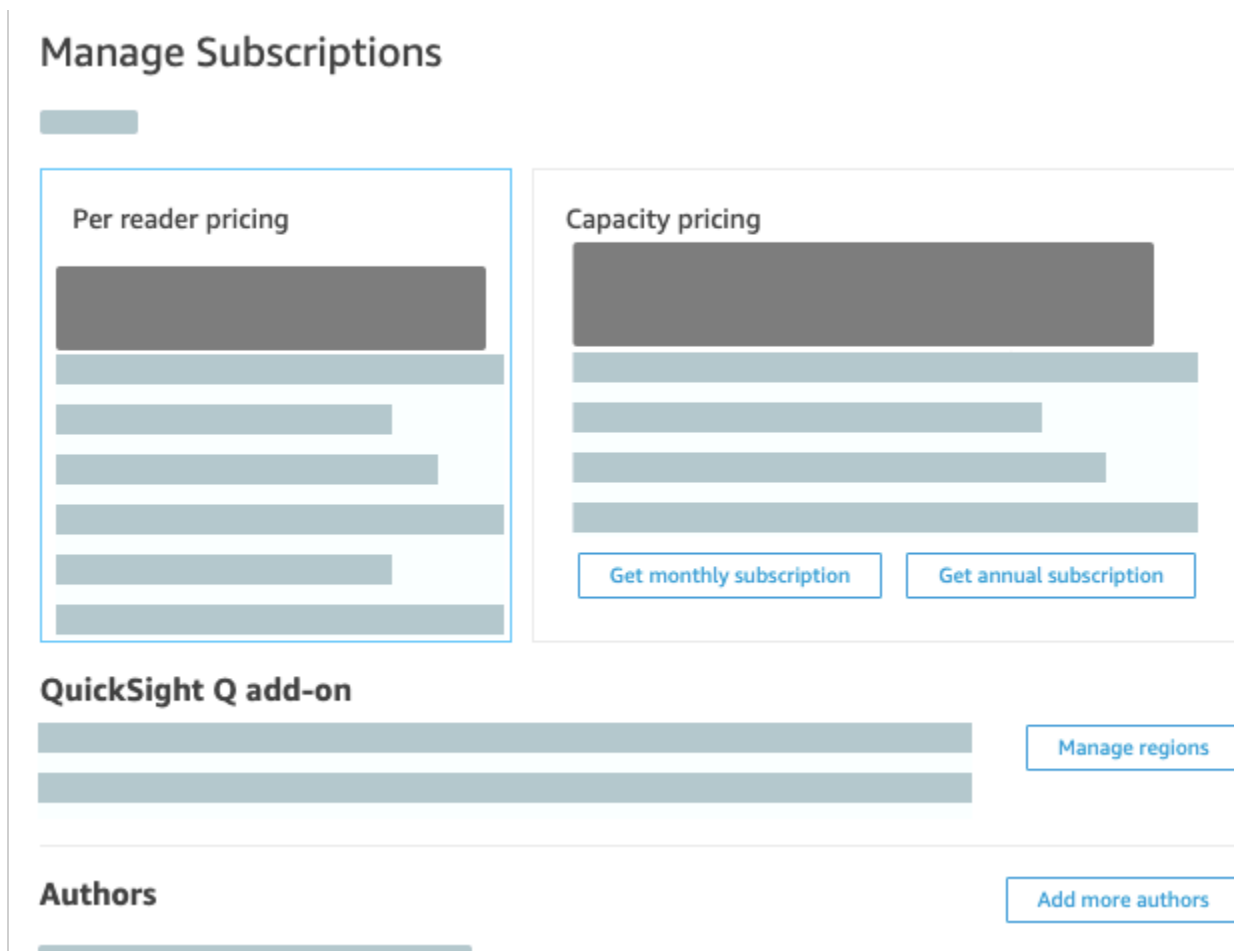 Manage Subscriptions
Per reader pricing
Capacity pricing
Get monthly subscription
Get annual subscription
QuickSight Q add-on
Manage regions
Authors
Add more authors